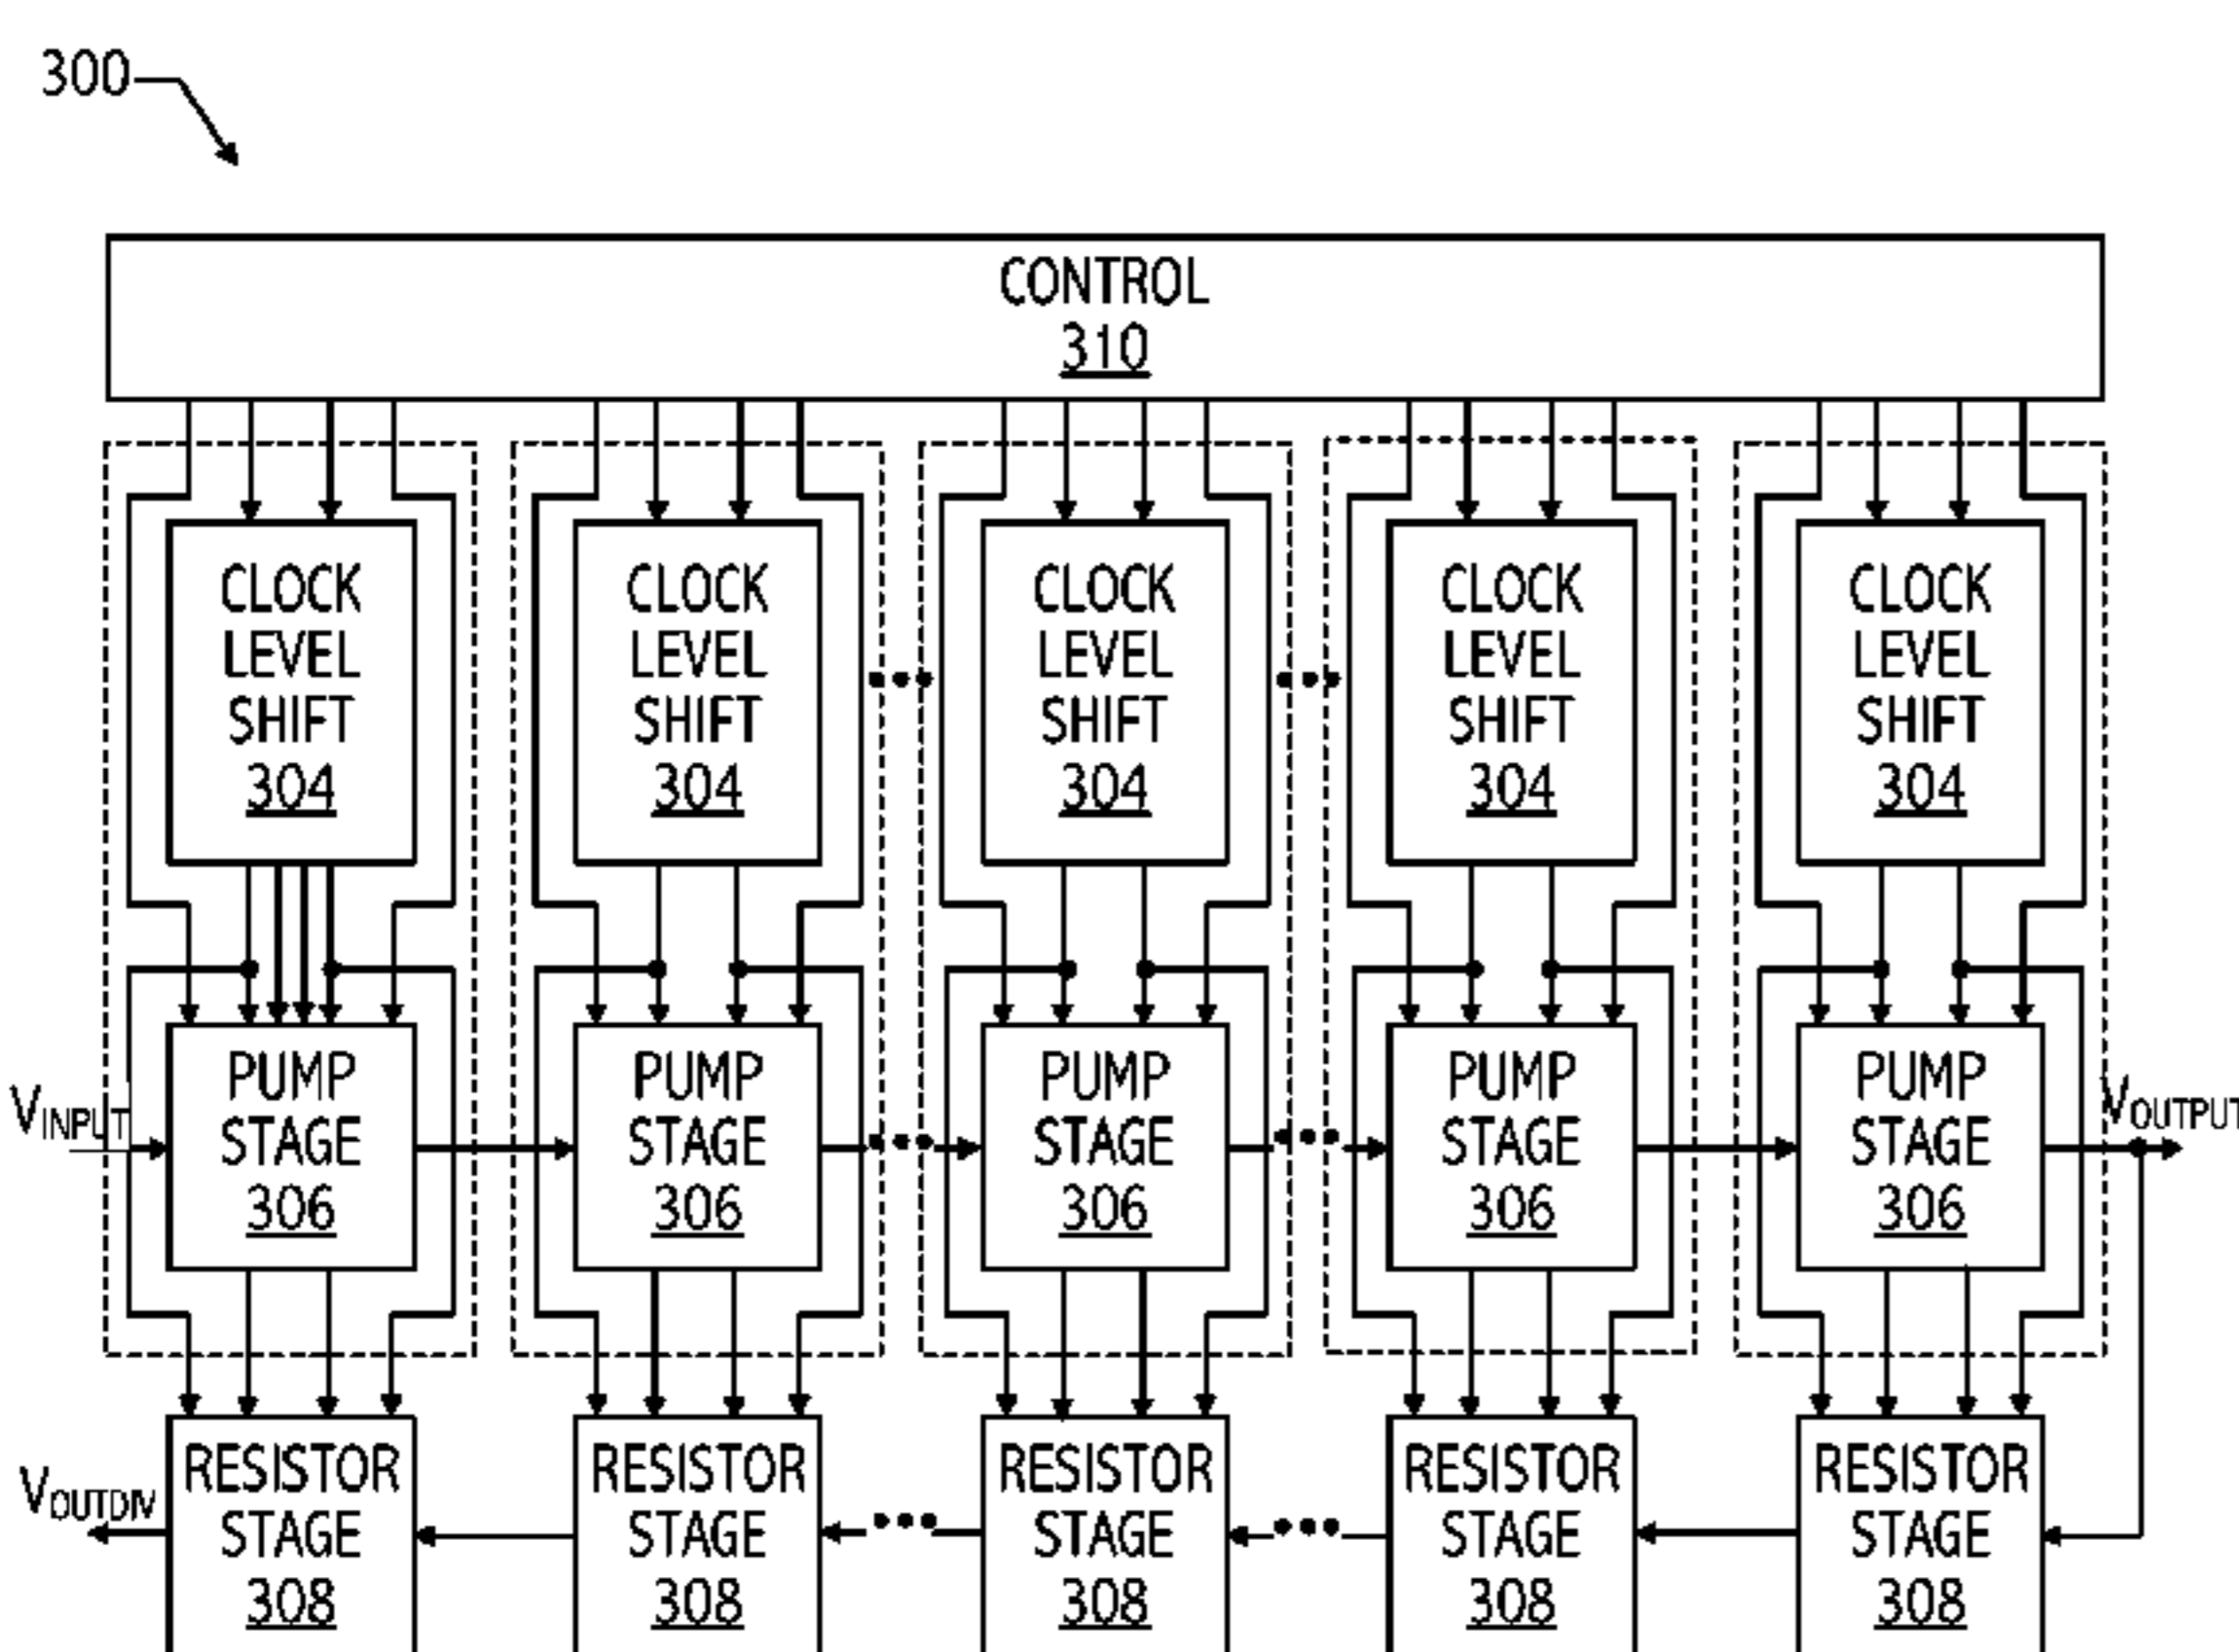 300
CONTROL
310
CLOCK
LEVEL
SHIFT
304
CLOCK
LEVEL
SHIFT
304
CLOCK
LEVEL
SHIFT
304
CLOCK
LEVEL
SHIFT
304
CLOCK
LEVEL
SHIFT
304
VINPUT
PUMP
STAGE
306
PUMP
STAGE
306
PUMP
STAGE
306
PUMP
STAGE
306
PUMP
STAGE
306
VOUTPUT
VOUTDIV
RESISTOR
STAGE
308
RESISTOR
STAGE
308
RESISTOR
STAGE
308
RESISTOR
STAGE
308
RESISTOR
STAGE
308